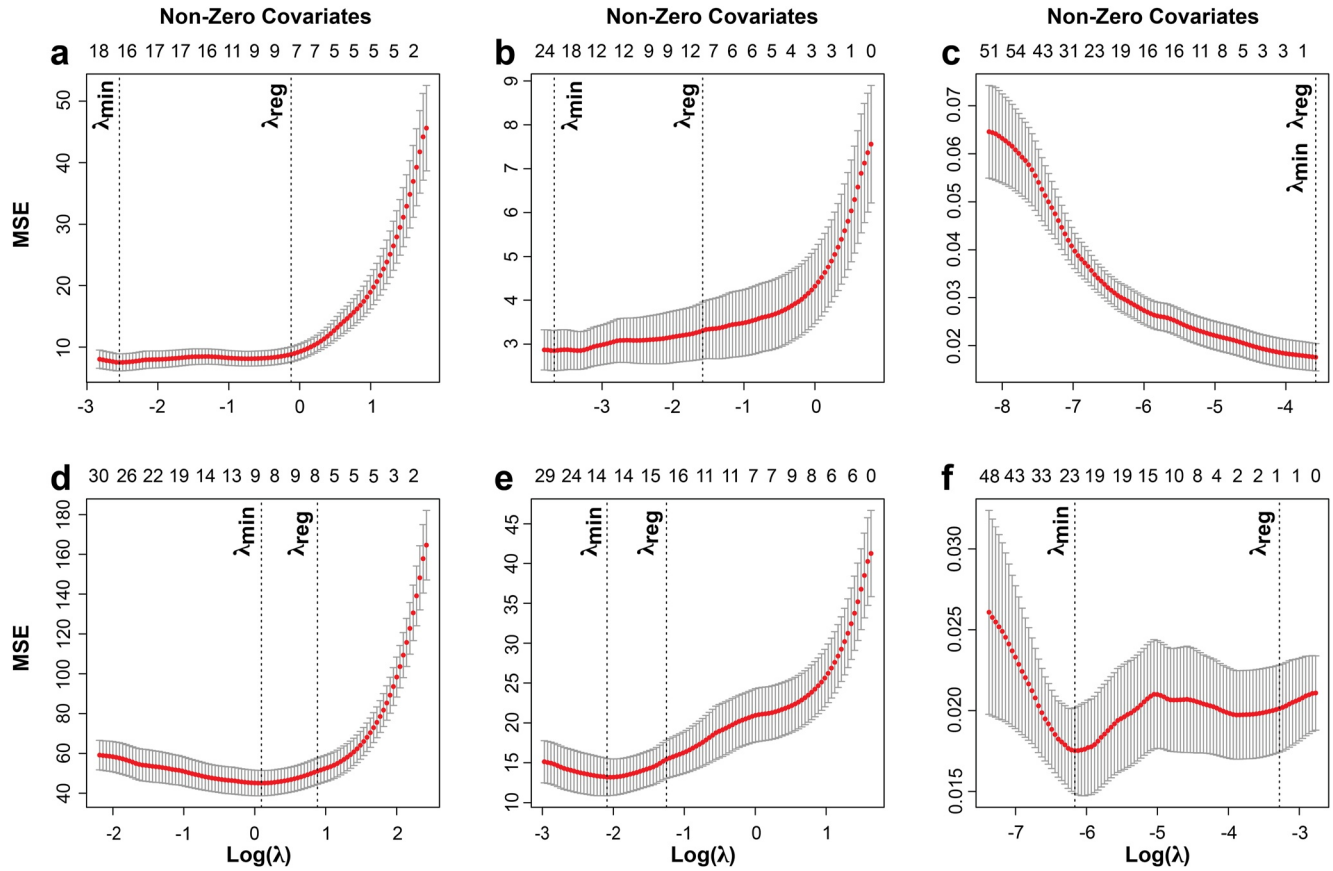 Non-Zero Covariates
Non-Zero Covariates
Non-Zero Covariates
a
18 16 17 17 16 11 9 9 7 7 5 5 5 2
b
24 18 12 12 9 9 12 7 6 6 5 4 3 3 1 0
c
51 54 43 31 23 19 16 16 11 8 5 3 3 1
MSE
50
40
30
20
10
λmin
λreg
-3 -2 -1 0 1
9
8
7
6
5
4
3
λmin
λreg
-3 -2 -1 0
0.07
0.06
0.05
0.04
0.03
0.02
λmin λreg
-8 -7 -6 -5 -4
d
30 26 22 19 14 13 9 8 9 8 5 5 5 3 2
e
29 24 14 14 15 16 11 11 7 7 9 8 6 6 0
f
48 43 33 23 19 19 15 10 8 4 2 2 1 1 0
MSE
180
160
140
120
100
80
60
40
λmin
λreg
-2 -1 0 1 2
Log(λ)
45
40
35
30
25
20
15
10
λmin
λreg
-3 -2 -1 0 1
Log(λ)
0.030
0.025
0.020
0.015
λmin
λreg
-7 -6 -5 -4 -3
Log(λ)